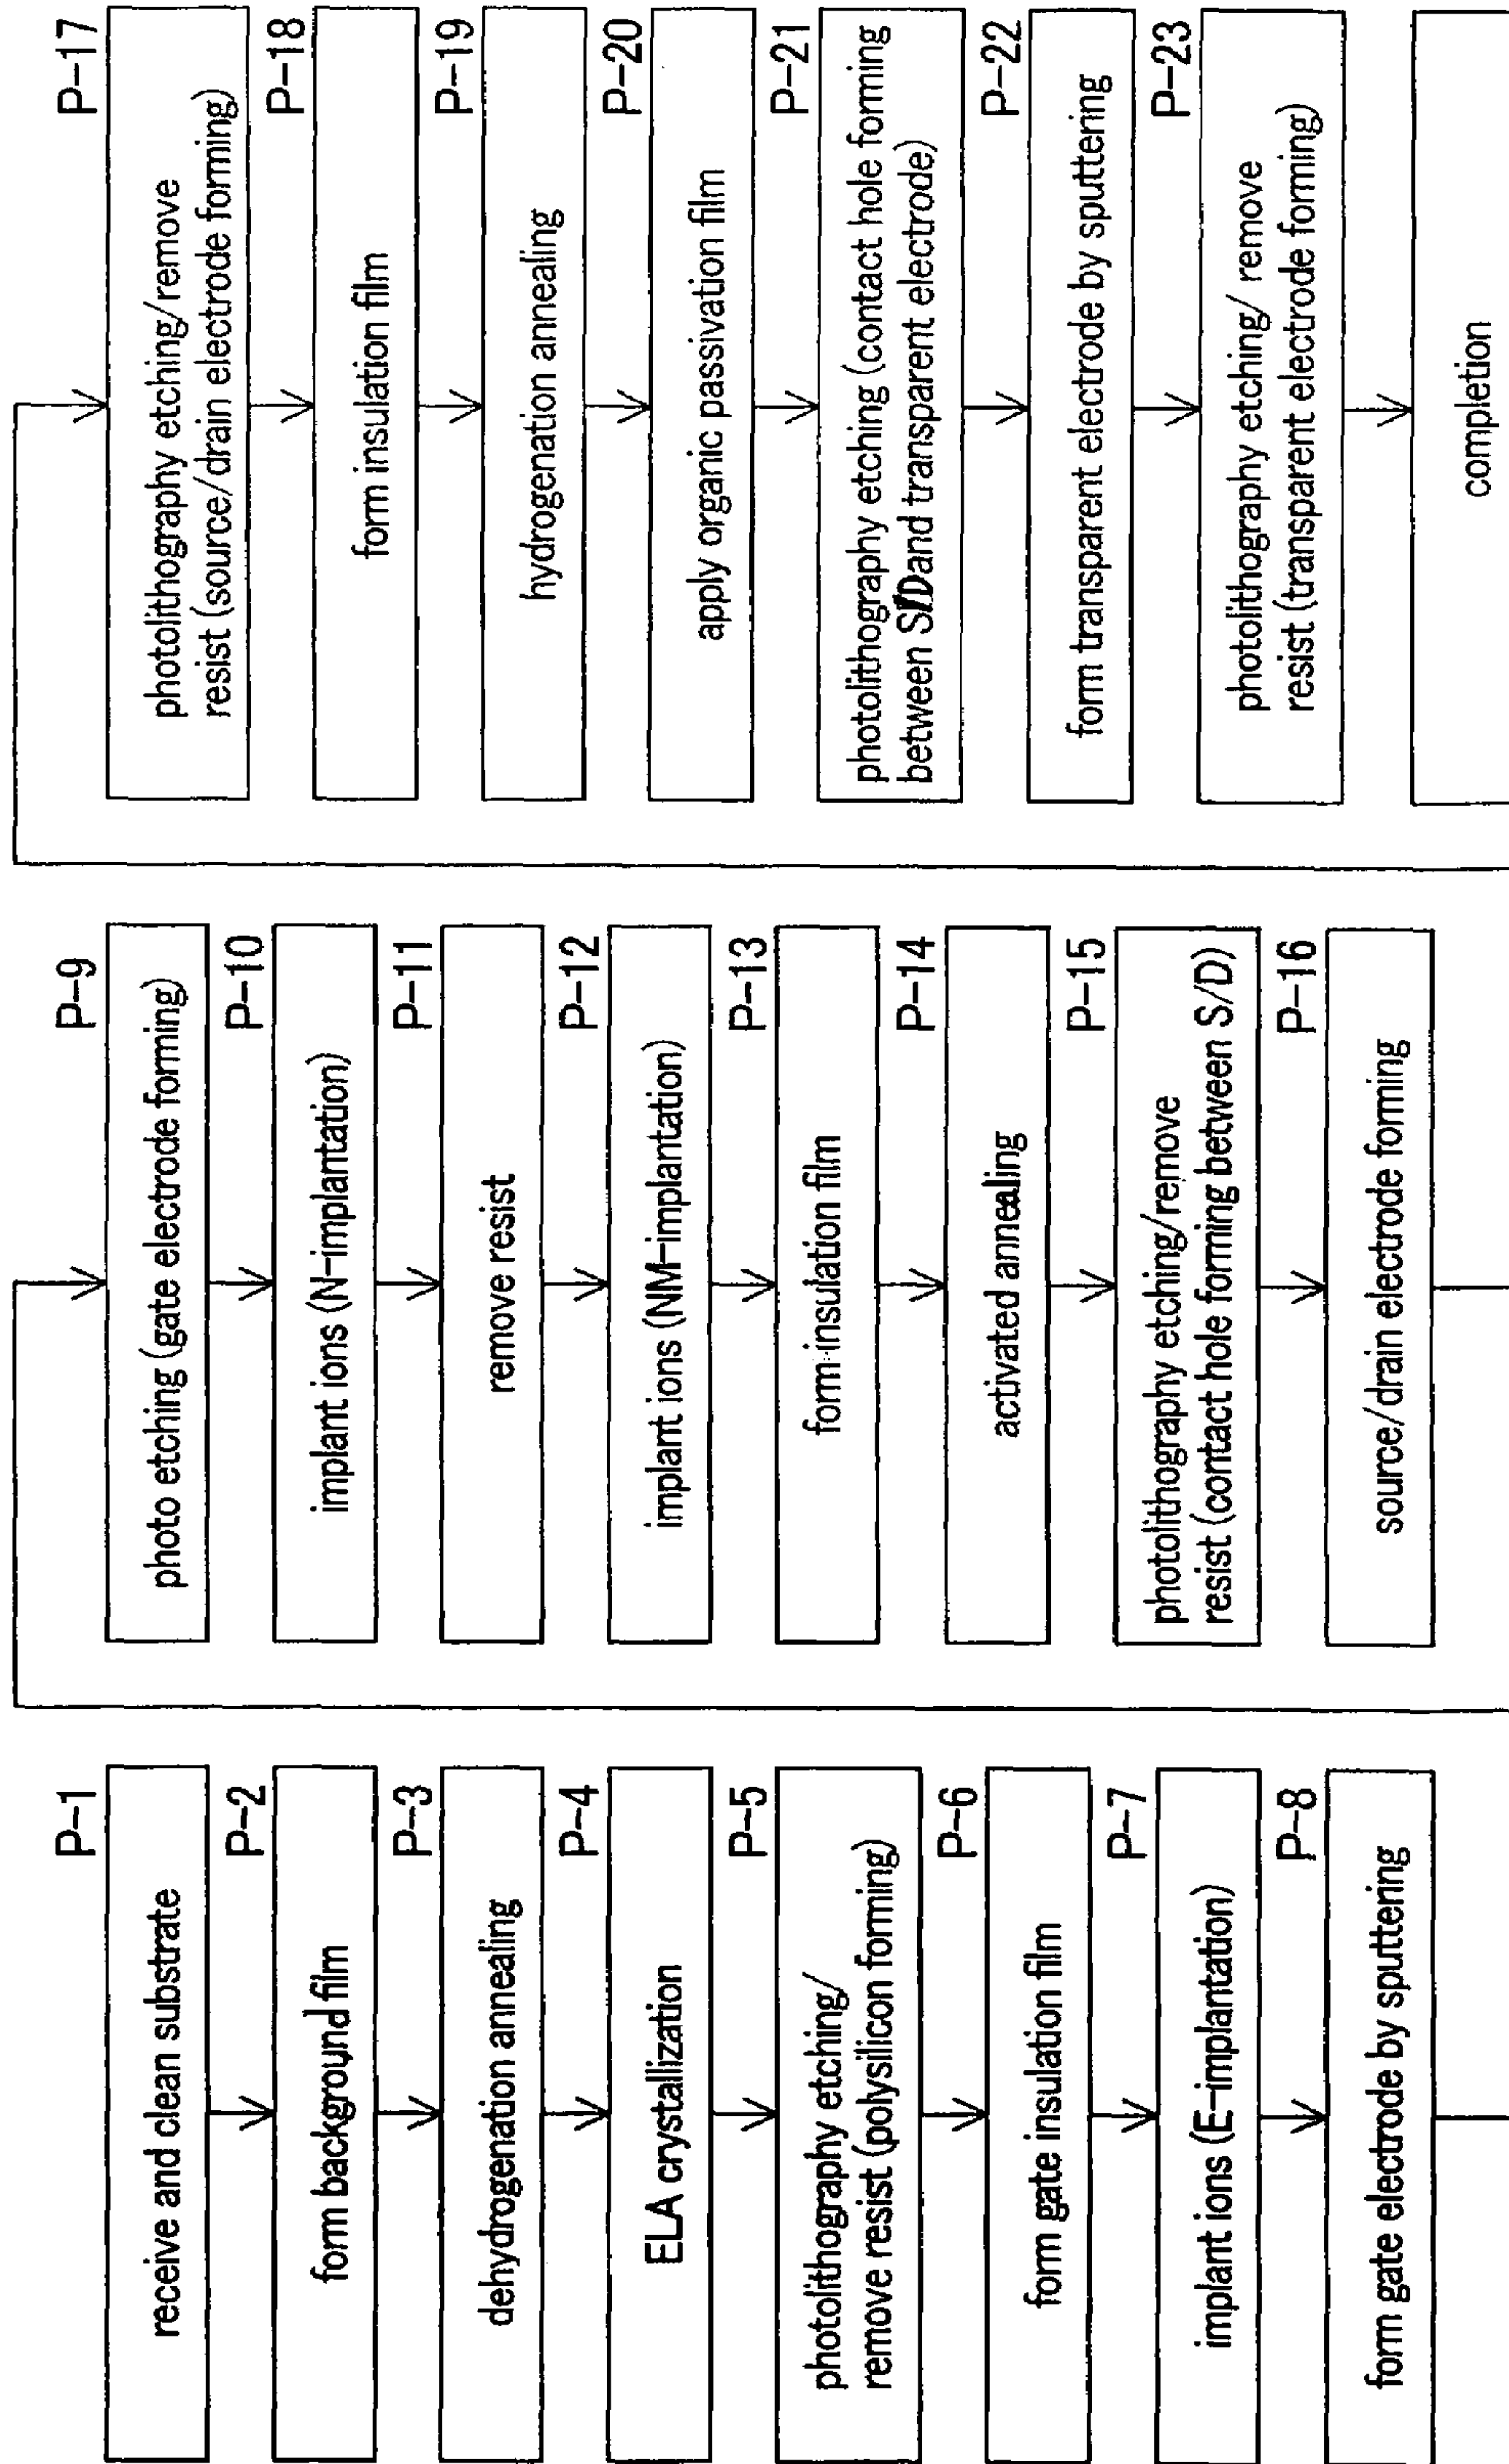 P-1
receive and clean substrate
P-2
form background film
P-3
dehydrogenation annealing
P-4
ELA crystallization
P-5
photolithography etching/
remove resist (polysilicon forming)
P-6
form gate insulation film
P-7
implant ions (E-implantation)
P-8
form gate electrode by sputtering
P-9
photo etching (gate electrode forming)
P-10
implant ions (N-implantation)
P-11
remove resist
P-12
implant ions (NM-implantation)
P-13
form insulation film
P-14
activated annealing
P-15
photolithography etching/remove
resist (contact hole forming between S/D)
P-16
source/drain electrode forming
P-17
photolithography etching/remove
resist (source/drain electrode forming)
P-18
form insulation film
P-19
hydrogenation annealing
P-20
apply organic passivation film
P-21
photolithography etching (contact hole forming
between S/D and transparent electrode)
P-22
form transparent electrode by sputtering
P-23
photolithography etching/ remove
resist (transparent electrode forming)
completion